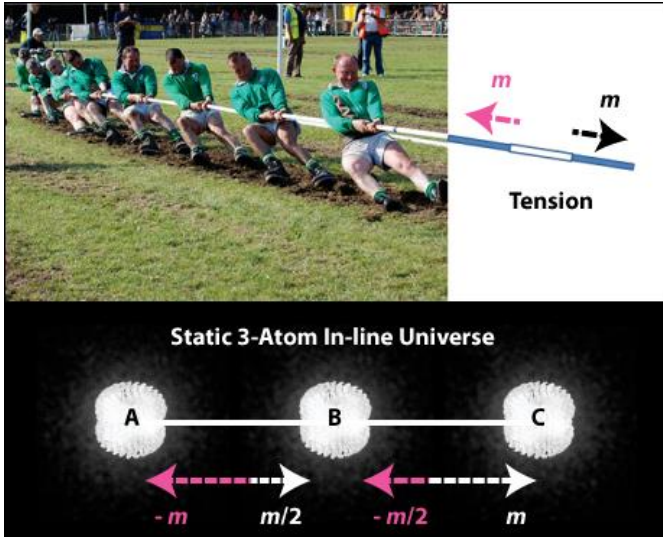 m
m
Tension
Static 3-Atom In-line Universe
A B C
- m m/2 - m/2 m